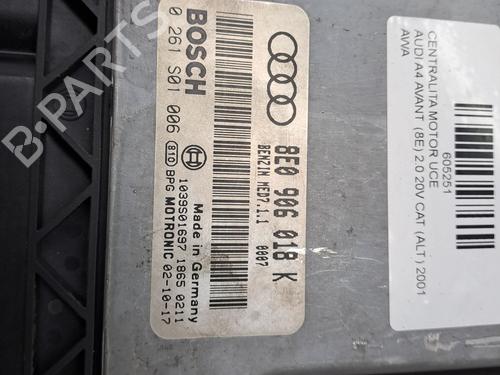 8E0 906 018 K
BENZIN MED7.1.1 0007
BOSCH
0 261 S01 006
Made in Germany
1039S01697 1865 0211
810 BPG MOTRONIC 02-10-17
605251
CENTRALITA MOTOR UCE
AUDI A4 AVANT (8E) 2.0 20V CAT (ALT) 2001
AWA
B-PARTS